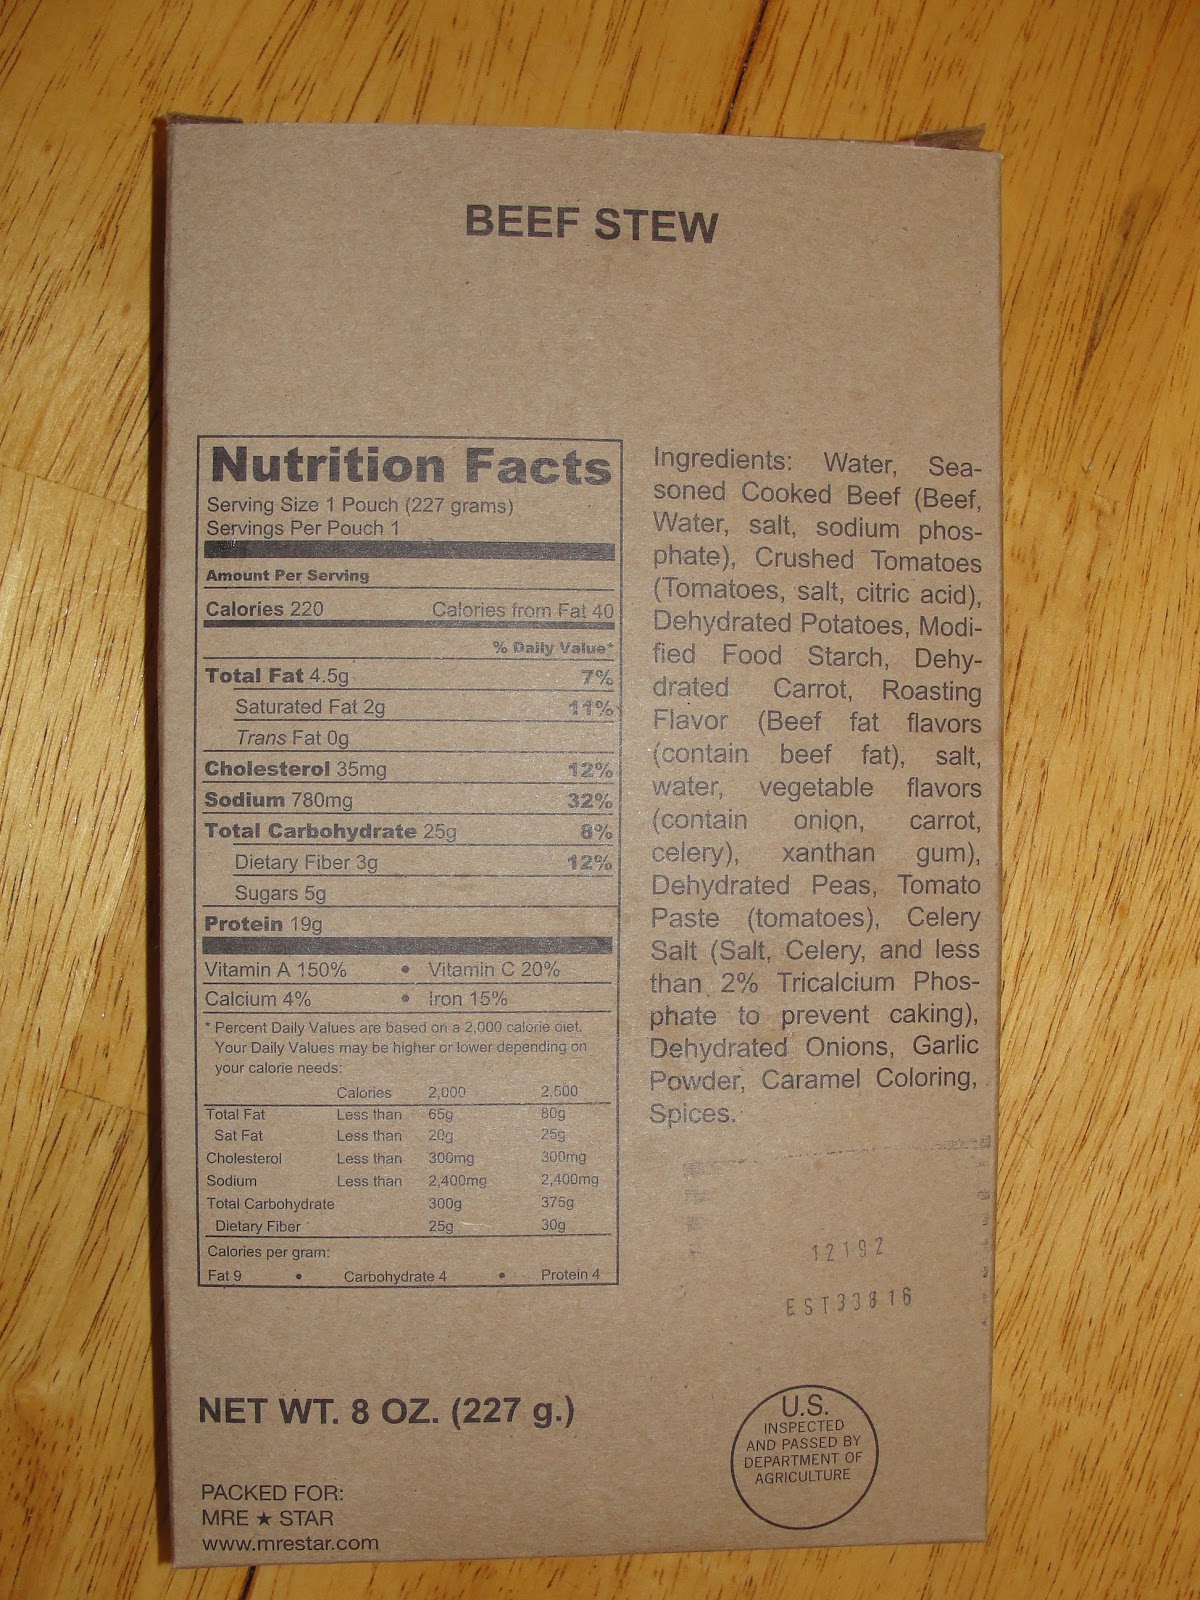 BEEF STEW
Nutrition Facts
Serving Size 1 Pouch (227 grams)
Servings Per Pouch 1
Amount Per Serving
Calories 220 Calories from Fat 40
% Daily Value*
Total Fat 4.5g 7%
Saturated Fat 2g 11%
Trans Fat 0g
Cholesterol 35mg 12%
Sodium 780mg 32%
Total Carbohydrate 25g 8%
Dietary Fiber 3g 12%
Sugars 5g
Protein 19g
Vitamin A 150% • Vitamin C 20%
Calcium 4% • Iron 15%
* Percent Daily Values are based on a 2,000 calorie diet.
Your Daily Values may be higher or lower depending on
your calorie needs:
Calories 2,000 2,500
Total Fat Less than 65g 80g
Sat Fat Less than 20g 25g
Cholesterol Less than 300mg 300mg
Sodium Less than 2,400mg 2,400mg
Total Carbohydrate 300g 375g
Dietary Fiber 25g 30g
Calories per gram:
Fat 9 • Carbohydrate 4 • Protein 4
Ingredients: Water, Sea-
soned Cooked Beef (Beef,
Water, salt, sodium phos-
phate), Crushed Tomatoes
(Tomatoes, salt, citric acid),
Dehydrated Potatoes, Modi-
fied Food Starch, Dehy-
drated Carrot, Roasting
Flavor (Beef fat flavors
(contain beef fat), salt,
water, vegetable flavors
(contain onion, carrot,
celery), xanthan gum),
Dehydrated Peas, Tomato
Paste (tomatoes), Celery
Salt (Salt, Celery, and less
than 2% Tricalcium Phos-
phate to prevent caking),
Dehydrated Onions, Garlic
Powder, Caramel Coloring,
Spices.
12192
EST33816
NET WT. 8 OZ. (227 g.)
U.S.
INSPECTED
AND PASSED BY
DEPARTMENT OF
AGRICULTURE
PACKED FOR:
MRE ★ STAR
www.mrestar.com